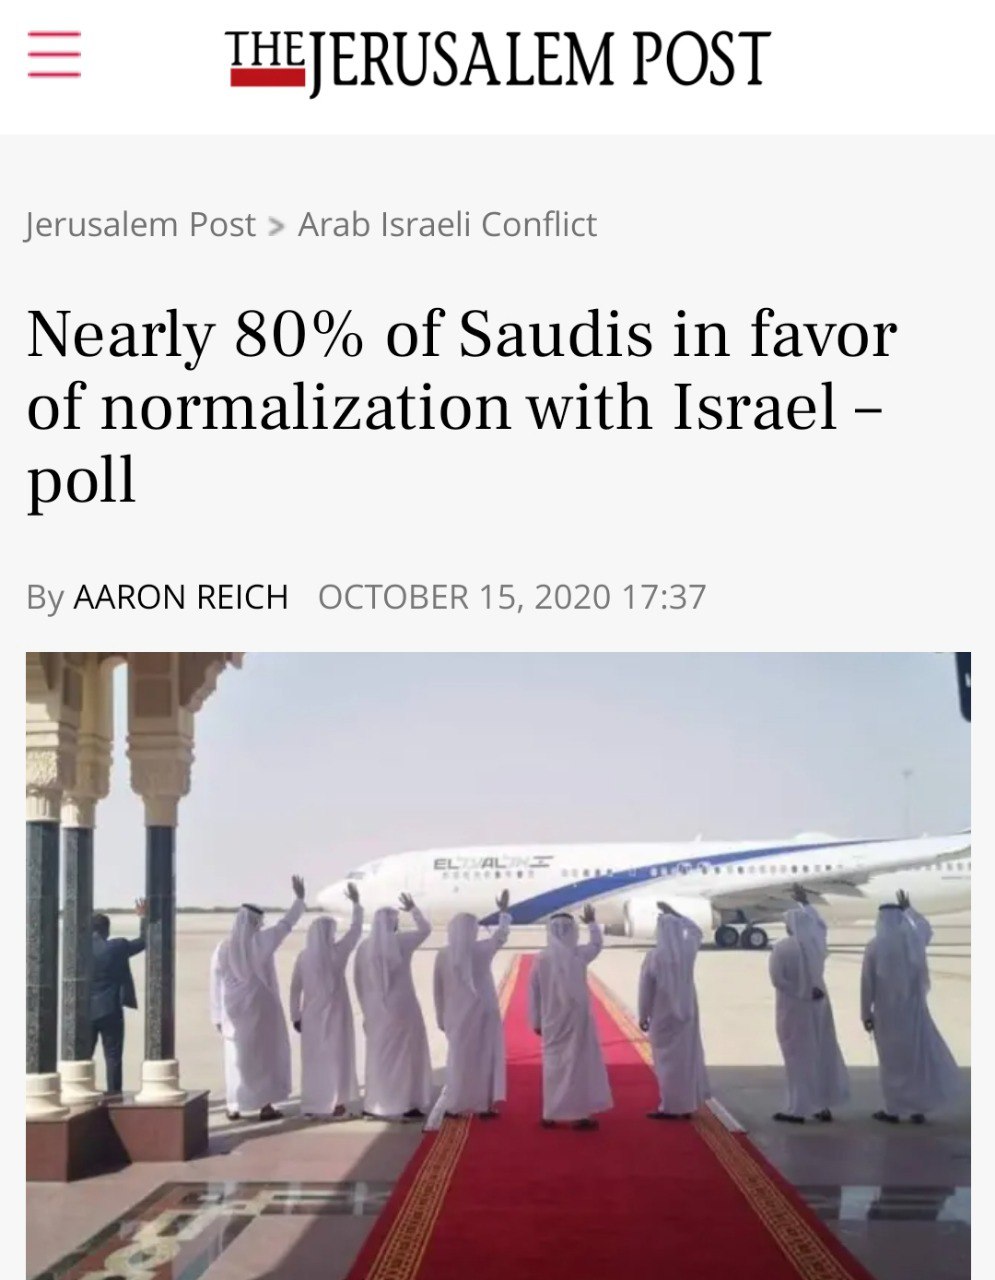 THE JERUSALEM POST
Jerusalem Post > Arab Israeli Conflict
Nearly 80% of Saudis in favor
of normalization with Israel –
poll
By AARON REICH OCTOBER 15, 2020 17:37
EL AL